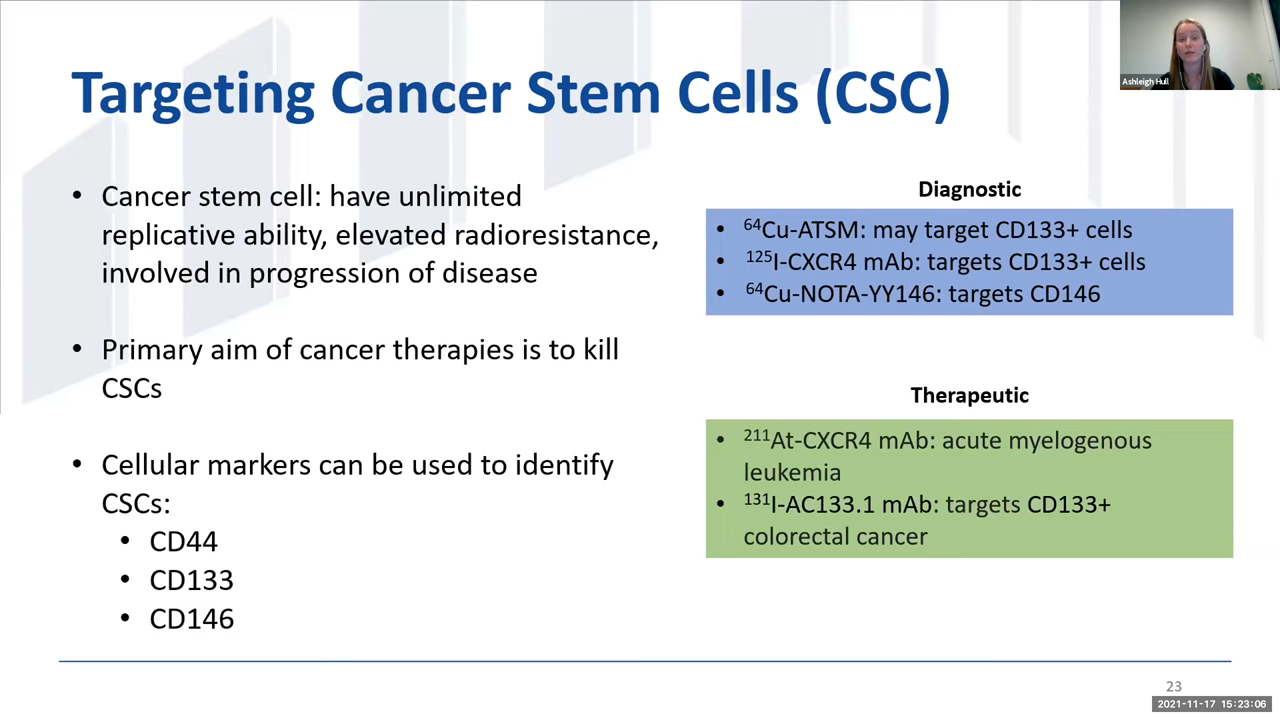 Targeting Cancer Stem Cells (CSC)
Ashleigh Hull
• Cancer stem cell: have unlimited
replicative ability, elevated radioresistance,
involved in progression of disease
• Primary aim of cancer therapies is to kill
CSCs
• Cellular markers can be used to identify
CSCs:
• CD44
• CD133
• CD146
Diagnostic
• ⁶⁴Cu-ATSM: may target CD133+ cells
• ¹²⁵I-CXCR4 mAb: targets CD133+ cells
• ⁶⁴Cu-NOTA-YY146: targets CD146
Therapeutic
• ²¹¹At-CXCR4 mAb: acute myelogenous
leukemia
• ¹³¹I-AC133.1 mAb: targets CD133+
colorectal cancer
23
2021-11-17 15:23:06